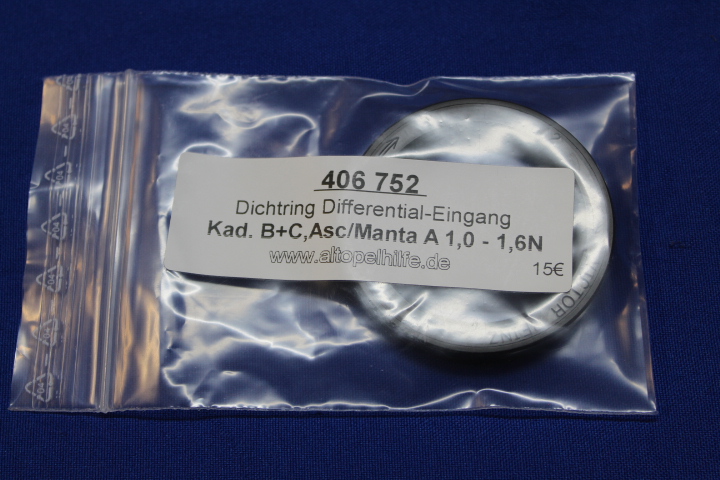 406 752
Dichtring Differential-Eingang
Kad. B+C,Asc/Manta A 1,0 - 1,6N
www.altopelhilfe.de
15€